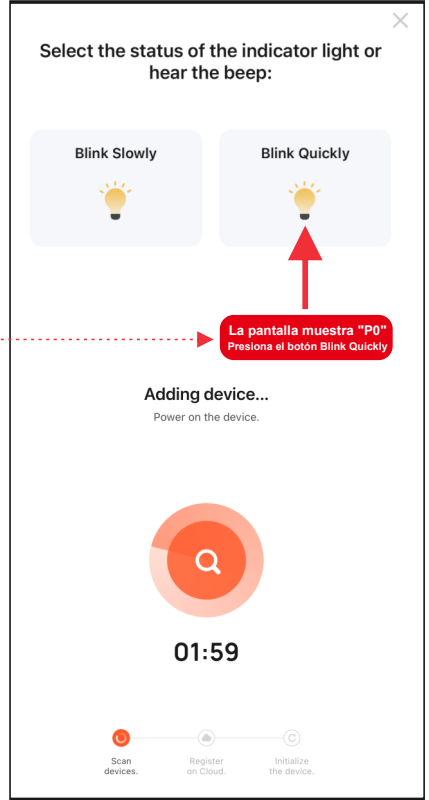 Select the status of the indicator light or
hear the beep:
Blink Slowly
Blink Quickly
La pantalla muestra "P0"
Presiona el botón Blink Quickly
Adding device...
Power on the device.
01:59
Scan
devices.
Register
on Cloud.
Initialize
the device.